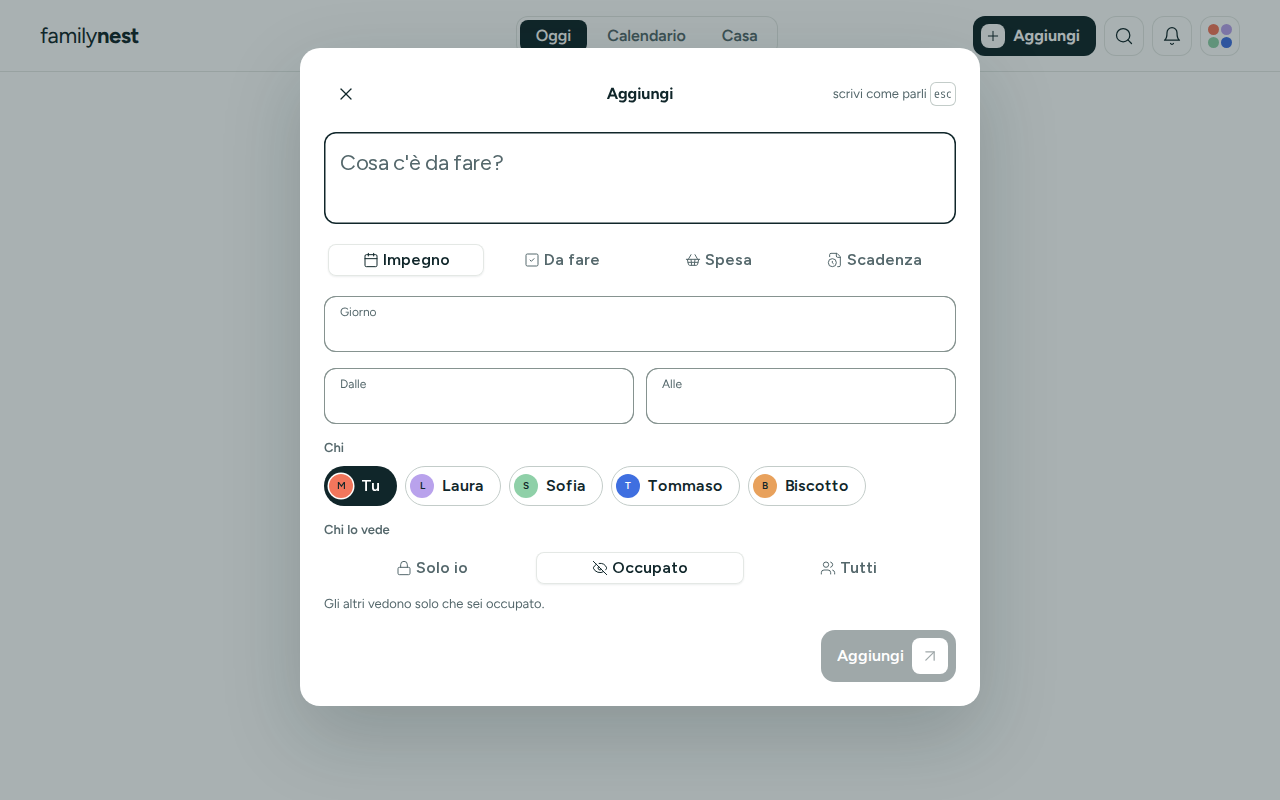 familynest
Oggi Calendario Casa
Aggiungi
Aggiungi
scrivi come parli esc
Cosa c'è da fare?
Impegno Da fare Spesa Scadenza
Giorno
Dalle Alle
Chi
M Tu L Laura S Sofia T Tommaso B Biscotto
Chi lo vede
Solo io Occupato Tutti
Gli altri vedono solo che sei occupato.
Aggiungi